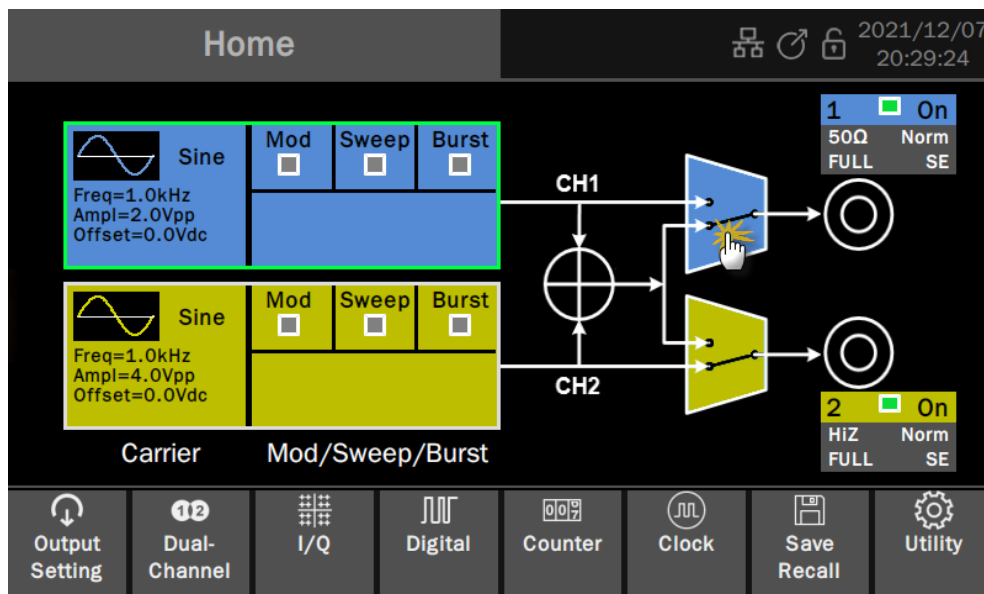 Home
2021/12/07
20:29:24
Sine
Freq=1.0kHz
Ampl=2.0Vpp
Offset=0.0Vdc
Mod
Sweep
Burst
CH1
1 On
50Ω Norm
FULL SE
Sine
Freq=1.0kHz
Ampl=4.0Vpp
Offset=0.0Vdc
Mod
Sweep
Burst
CH2
2 On
HiZ Norm
FULL SE
Carrier
Mod/Sweep/Burst
Output
Setting
12
Dual-
Channel
I/Q
Digital
007
Counter
Clock
Save
Recall
Utility